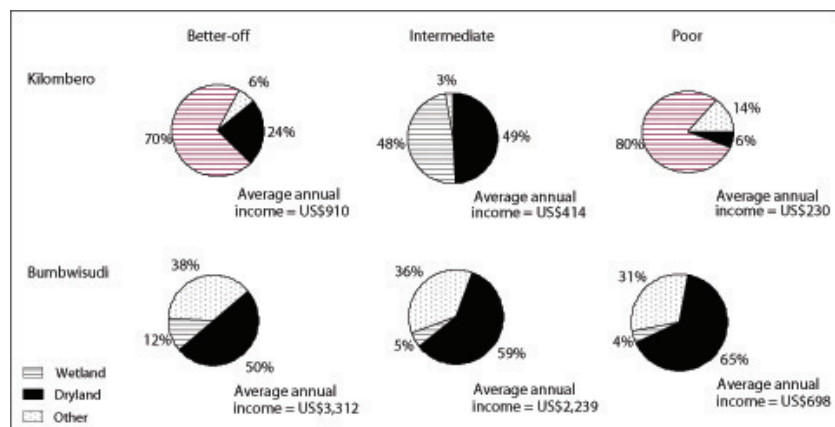 Better-off
Intermediate
Poor
Kilombero
6%
70%
24%
Average annual
income = US$910
3%
48%
49%
Average annual
income = US$414
14%
80%
6%
Average annual
income = US$230
Bumbwisudi
38%
12%
50%
Average annual
income = US$3,312
36%
5%
59%
Average annual
income = US$2,239
31%
4%
65%
Average annual
income = US$698
Wetland
Dryland
Other